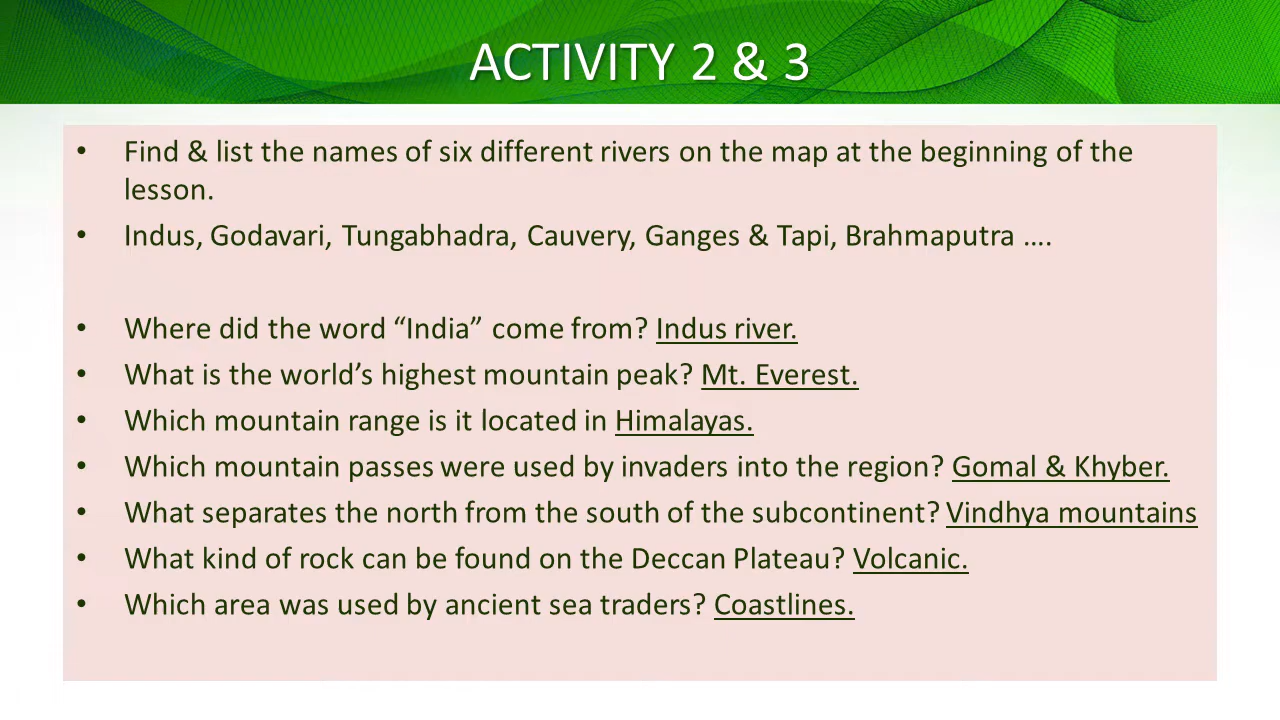 ACTIVITY 2 & 3
• Find & list the names of six different rivers on the map at the beginning of the
lesson.
• Indus, Godavari, Tungabhadra, Cauvery, Ganges & Tapi, Brahmaputra ….
• Where did the word “India” come from? Indus river.
• What is the world’s highest mountain peak? Mt. Everest.
• Which mountain range is it located in Himalayas.
• Which mountain passes were used by invaders into the region? Gomal & Khyber.
• What separates the north from the south of the subcontinent? Vindhya mountains
• What kind of rock can be found on the Deccan Plateau? Volcanic.
• Which area was used by ancient sea traders? Coastlines.